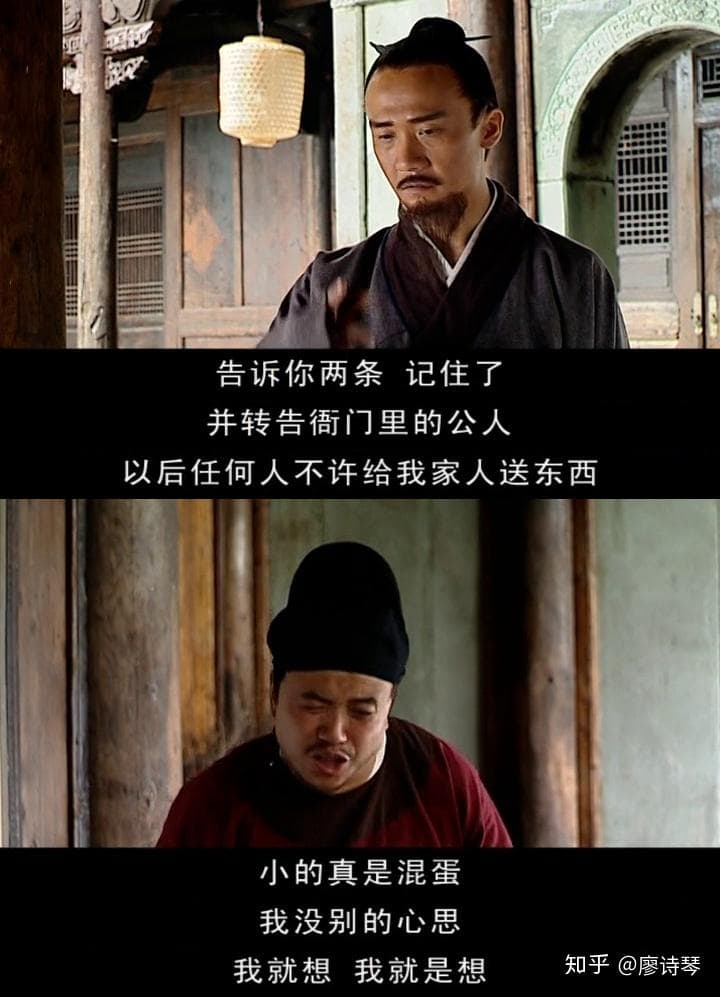 告诉你两条 记住了
并转告衙门里的公人
以后任何人不许给我家人送东西
小的真是混蛋
我没别的心思
我就想 我就是想
知乎 @廖诗琴